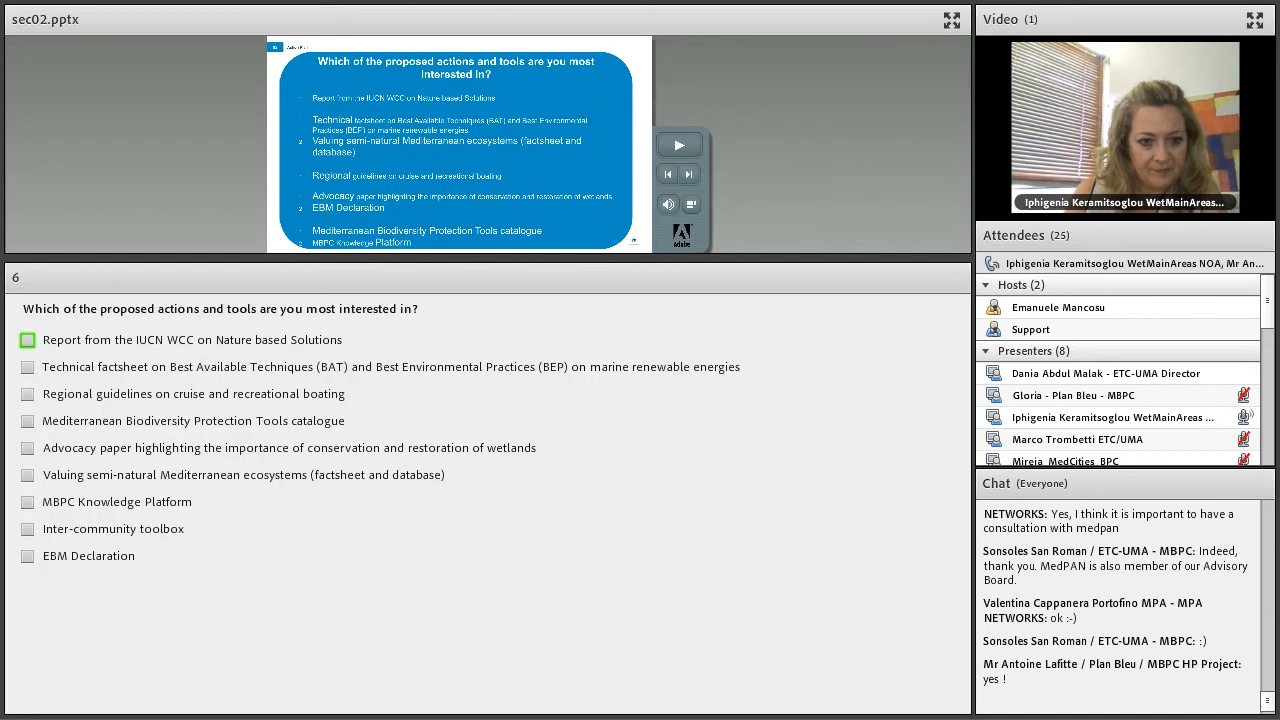 sec02.pptx
Action Plan
Which of the proposed actions and tools are you most
interested in?
Report from the IUCN WCC on Nature based Solutions
Technical factsheet on Best Available Techniques (BAT) and Best Environmental
Practices (BEP) on marine renewable energies
2 Valuing semi-natural Mediterranean ecosystems (factsheet and
database)
Regional guidelines on cruise and recreational boating
Advocacy paper highlighting the importance of conservation and restoration of wetlands
2 EBM Declaration
Mediterranean Biodiversity Protection Tools catalogue
2 MBPC Knowledge Platform
Adobe
6
Which of the proposed actions and tools are you most interested in?
Report from the IUCN WCC on Nature based Solutions
Technical factsheet on Best Available Techniques (BAT) and Best Environmental Practices (BEP) on marine renewable energies
Regional guidelines on cruise and recreational boating
Mediterranean Biodiversity Protection Tools catalogue
Advocacy paper highlighting the importance of conservation and restoration of wetlands
Valuing semi-natural Mediterranean ecosystems (factsheet and database)
MBPC Knowledge Platform
Inter-community toolbox
EBM Declaration
Video (1)
Iphigenia Keramitsoglou WetMainAreas...
Attendees (25)
Iphigenia Keramitsoglou WetMainAreas NOA, Mr An...
Hosts (2)
Emanuele Mancosu
Support
Presenters (8)
Dania Abdul Malak - ETC-UMA Director
Gloria - Plan Bleu - MBPC
Iphigenia Keramitsoglou WetMainAreas ...
Marco Trombetti ETC/UMA
Mireia MedCities BPC
Chat (Everyone)
NETWORKS: Yes, I think it is important to have a
consultation with medpan
Sonsoles San Roman / ETC-UMA - MBPC: Indeed,
thank you. MedPAN is also member of our Advisory
Board.
Valentina Cappanera Portofino MPA - MPA
NETWORKS: ok :-)
Sonsoles San Roman / ETC-UMA - MBPC: :)
Mr Antoine Lafitte / Plan Bleu / MBPC HP Project:
yes !